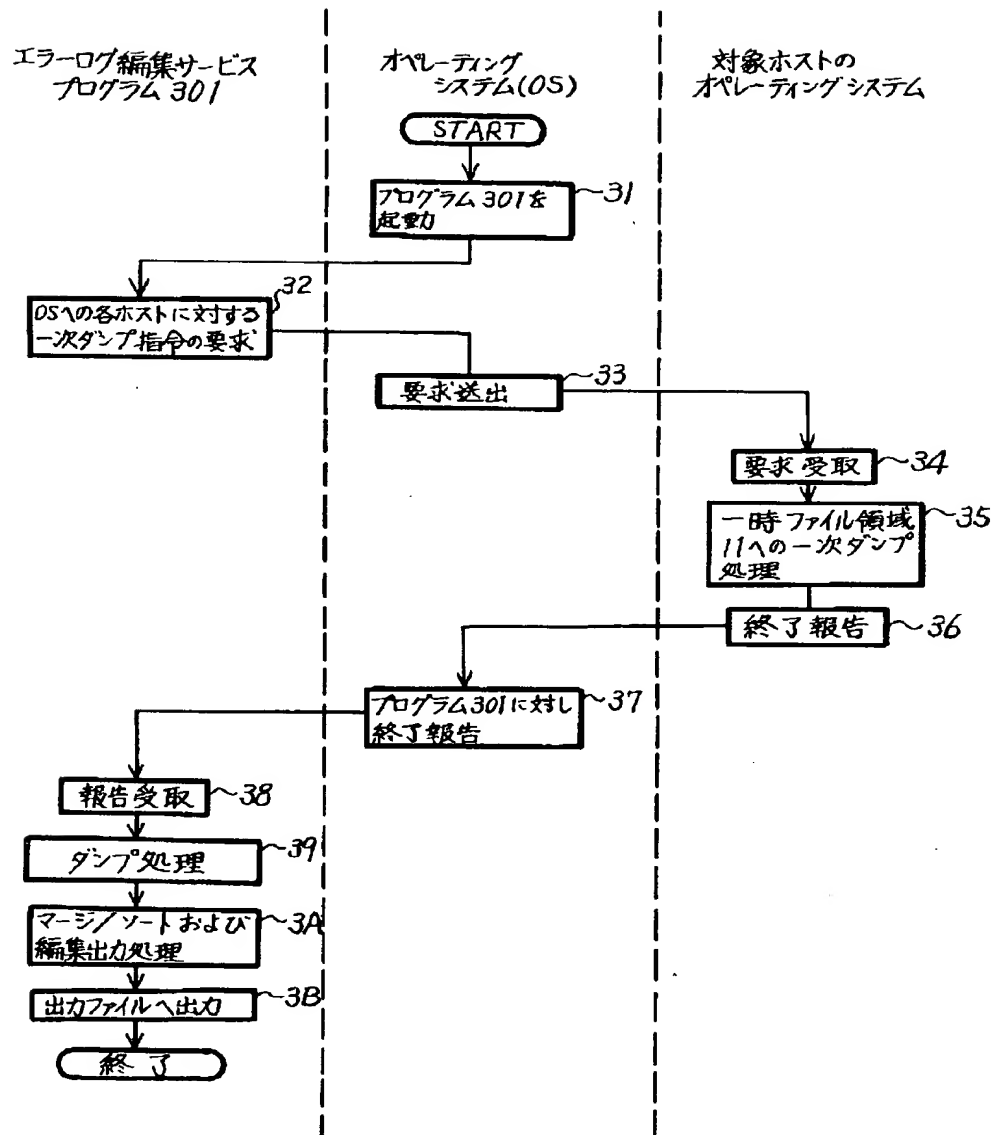 エラーログ編集サービス
プログラム301
オペレーティング
システム(OS)
対象ホストの
オペレーティングシステム
START
プログラム301を
起動
31
OSへの各ホストに対する
一次ダンプ指令の要求
32
要求送出
33
要求受取
34
一時ファイル領域
11への一次ダンプ
処理
35
終了報告
36
プログラム301に対し
終了報告
37
報告受取
38
ダンプ処理
39
マージ/ソートおよび
編集出力処理
3A
出力ファイルへ出力
3B
終了